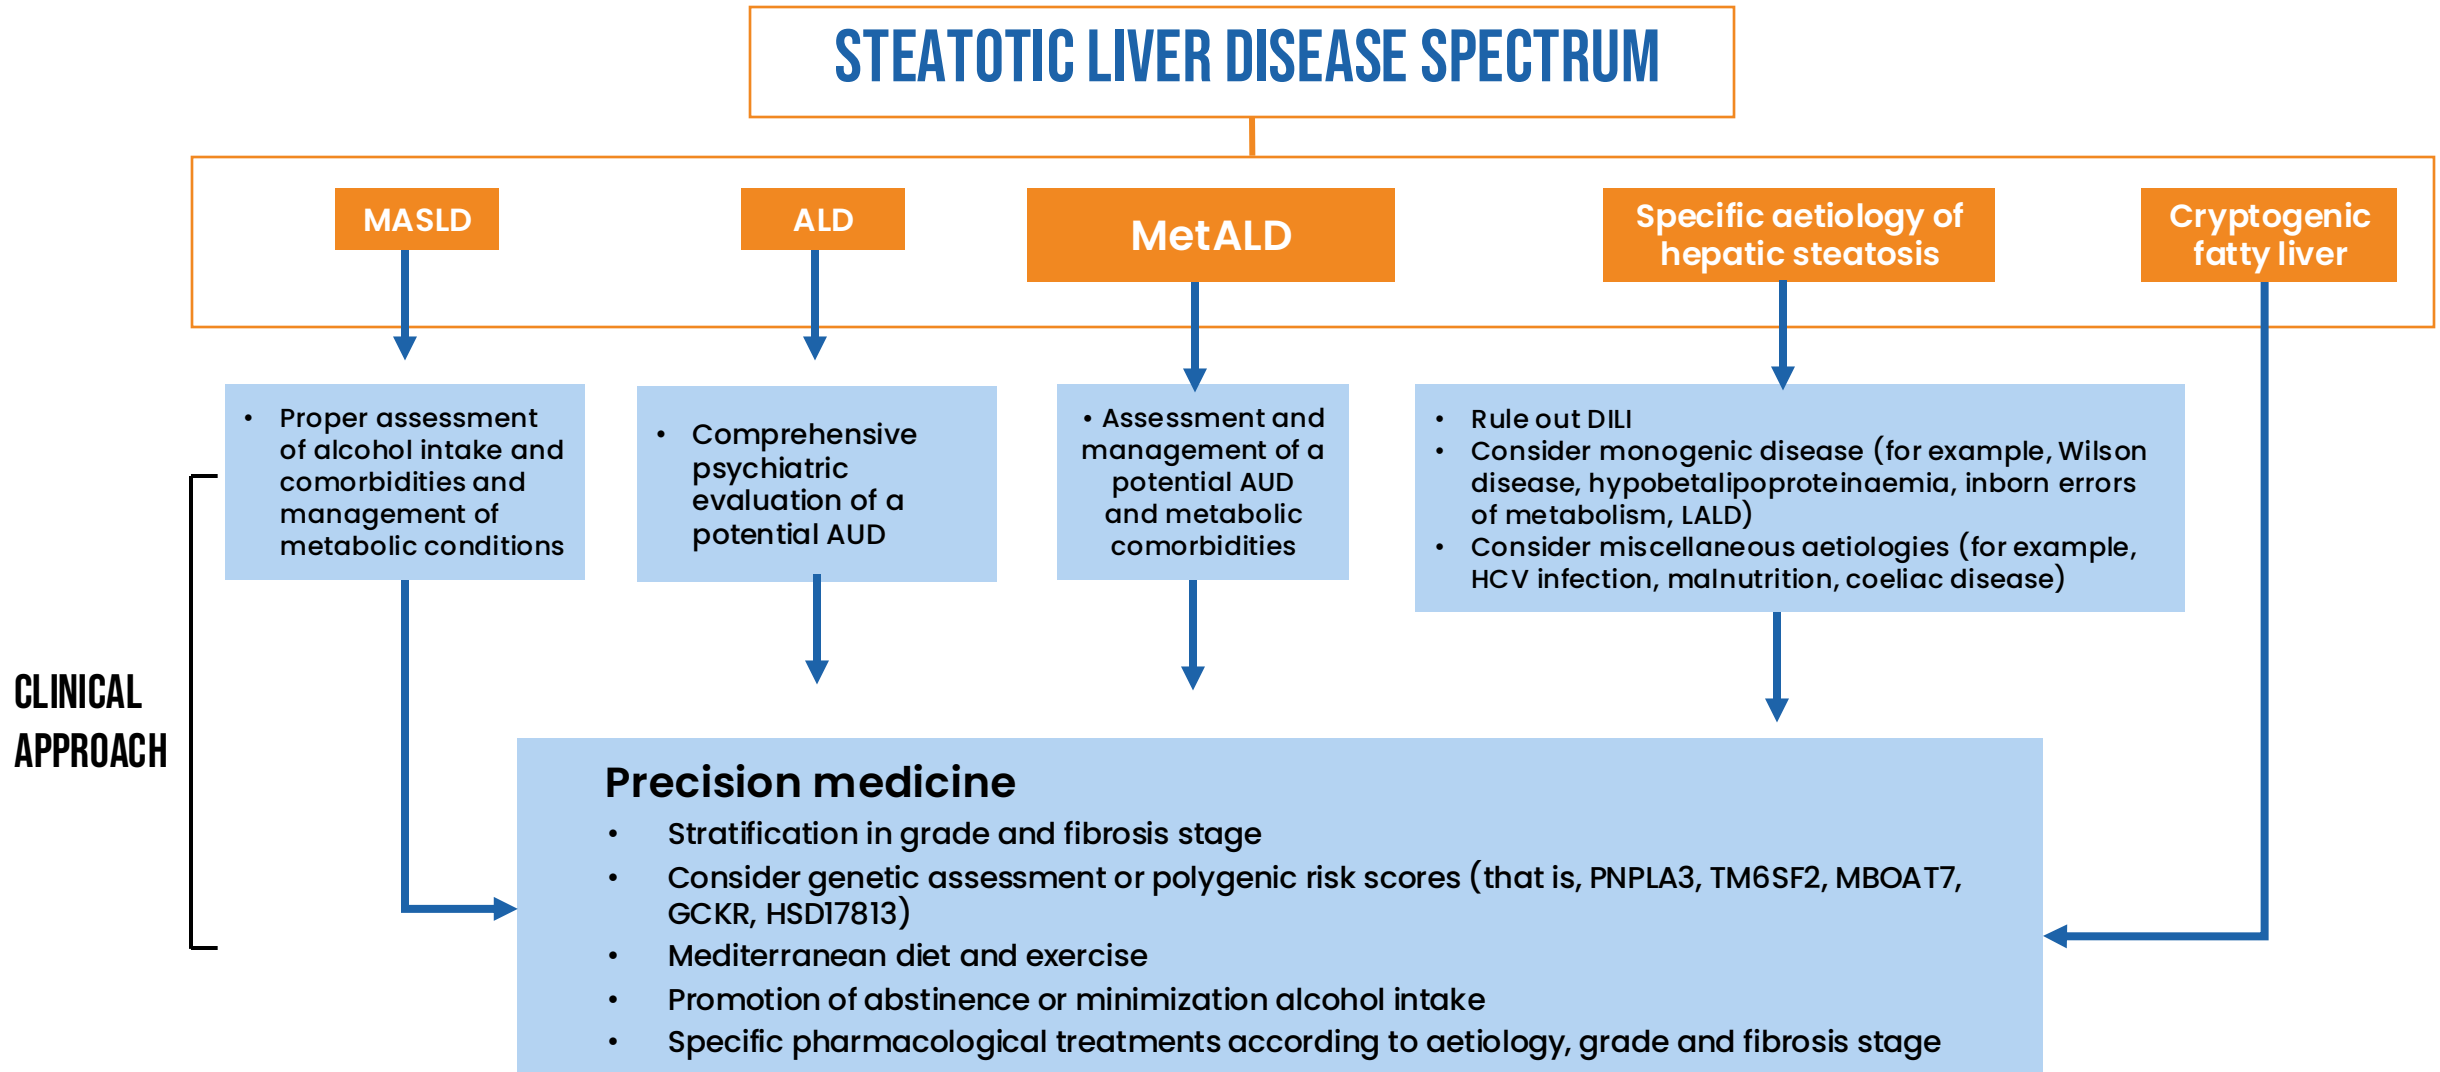 STEATOTIC LIVER DISEASE SPECTRUM
MASLD
ALD
MetALD
Specific aetiology of
hepatic steatosis
Cryptogenic
fatty liver
• Proper assessment
of alcohol intake and
comorbidities and
management of
metabolic conditions
• Comprehensive
psychiatric
evaluation of a
potential AUD
• Assessment and
management of a
potential AUD
and metabolic
comorbidities
• Rule out DILI
• Consider monogenic disease (for example, Wilson
disease, hypobetalipoproteinaemia, inborn errors
of metabolism, LALD)
• Consider miscellaneous aetiologies (for example,
HCV infection, malnutrition, coeliac disease)
CLINICAL
APPROACH
Precision medicine
• Stratification in grade and fibrosis stage
• Consider genetic assessment or polygenic risk scores (that is, PNPLA3, TM6SF2, MBOAT7,
GCKR, HSD17813)
• Mediterranean diet and exercise
• Promotion of abstinence or minimization alcohol intake
• Specific pharmacological treatments according to aetiology, grade and fibrosis stage